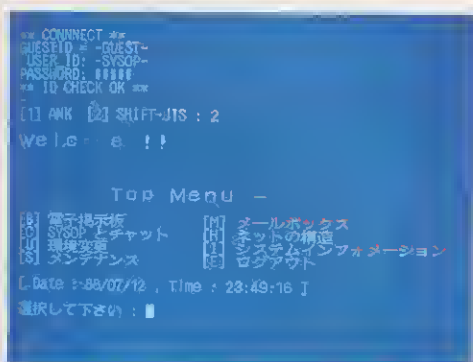 ** CONNNECT **
GUESTID = -GUEST-
USER ID: -SYSOP-
PASSWORD: #####
** ID CHECK OK **
[1] ANK [2] SHIFT-JIS : 2
!!
Top Menu -
[B] 電子掲示板 [M] メールボックス
[C] SYSOP とチャット [H] ネットの構造
[U] 環境変更 [I] システムインフォメーション
[S] メンテナンス [E] ログアウト
[ Date : 88/07/12 , Time : 23:49:16 ]
選択して下さい :